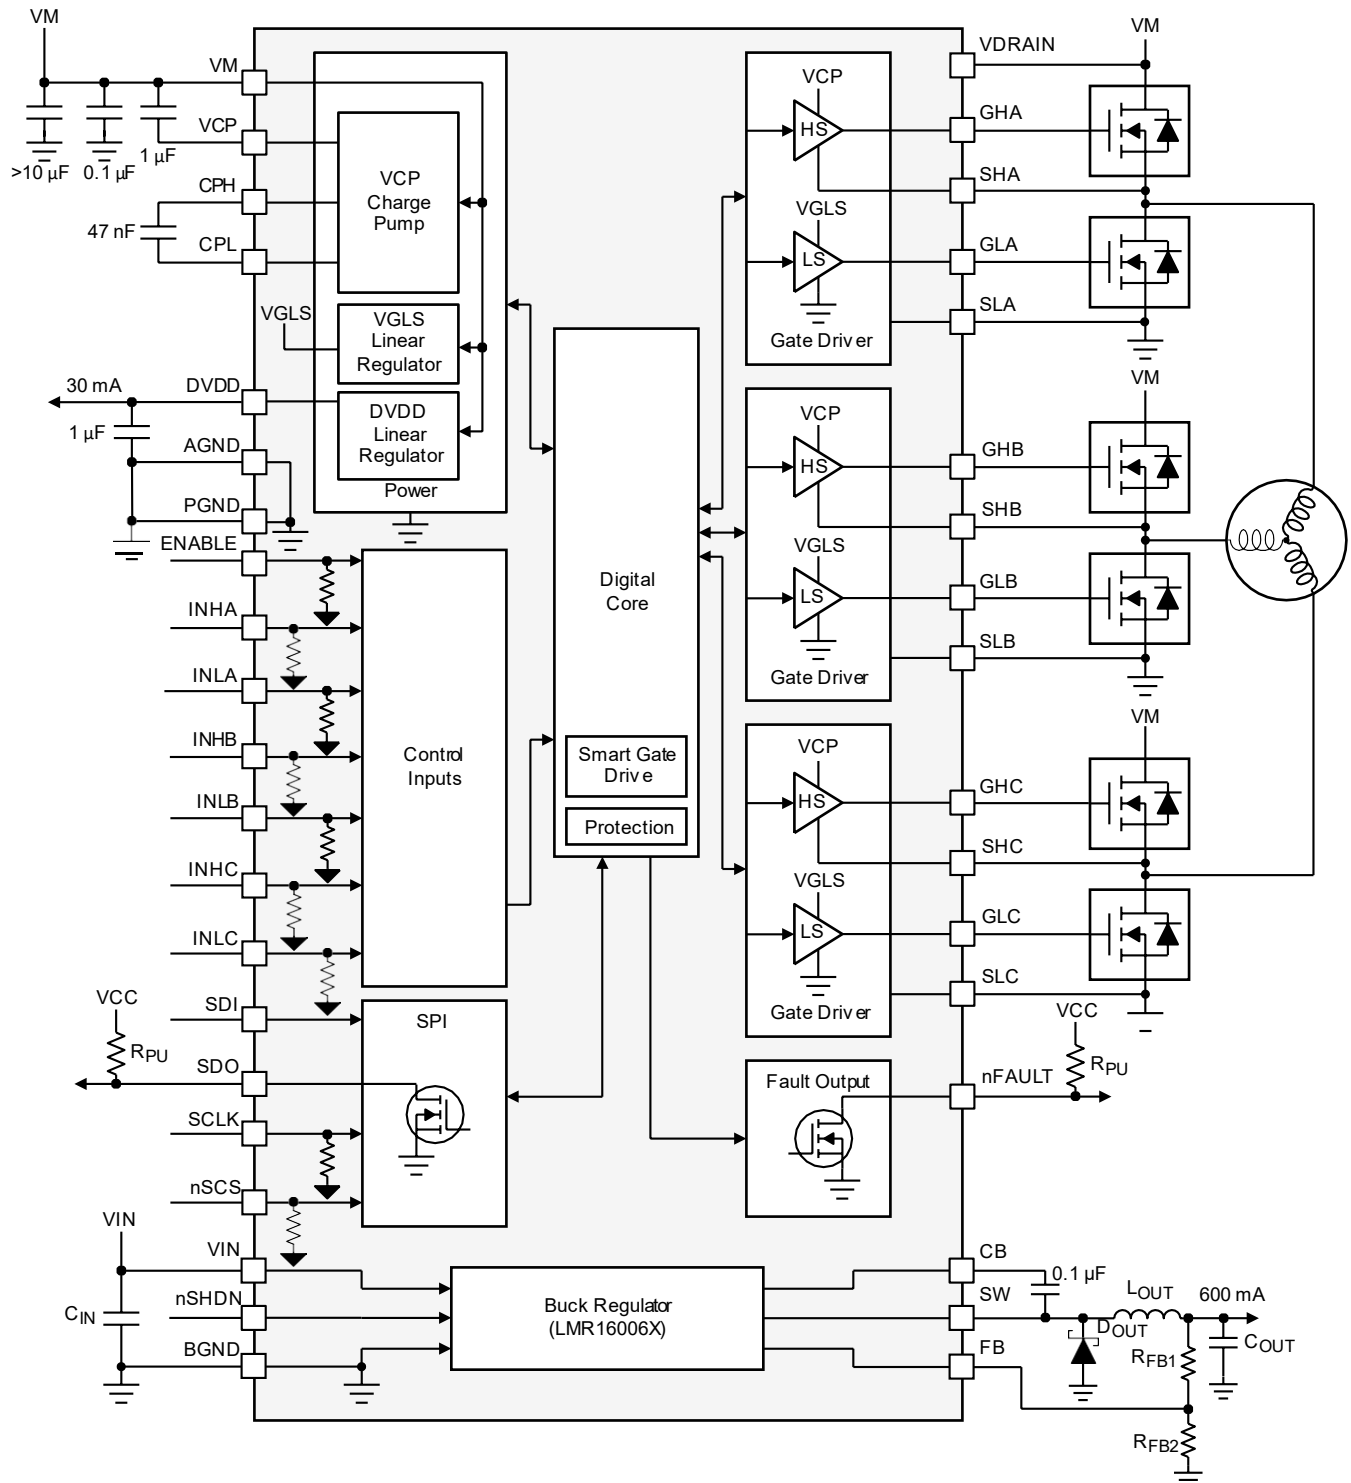 VM
VM
VCP
1 µF
>10 µF
0.1 µF
CPH
47 nF
CPL
VCP
Charge
Pump
VGLS
VGLS
Linear
Regulator
30 mA
DVDD
1 µF
DVDD
Linear
Regulator
AGND
Power
PGND
ENABLE
INHA
INLA
INHB
INLB
INHC
INLC
Control
Inputs
VCC
RPU
SDI
SDO
SCLK
nSCS
SPI
Digital
Core
Smart Gate
Drive
Protection
VCP
HS
VGLS
LS
Gate Driver
VCP
HS
VGLS
LS
Gate Driver
VCP
HS
VGLS
LS
Gate Driver
Fault Output
VDRAIN
VM
GHA
SHA
GLA
SLA
VM
GHB
SHB
GLB
SLB
VM
GHC
SHC
GLC
SLC
VCC
RPU
nFAULT
VIN
VIN
CIN
nSHDN
BGND
Buck Regulator
(LMR16006X)
CB
0.1 µF
SW
LOUT
600 mA
DOUT
COUT
FB
RFB1
RFB2